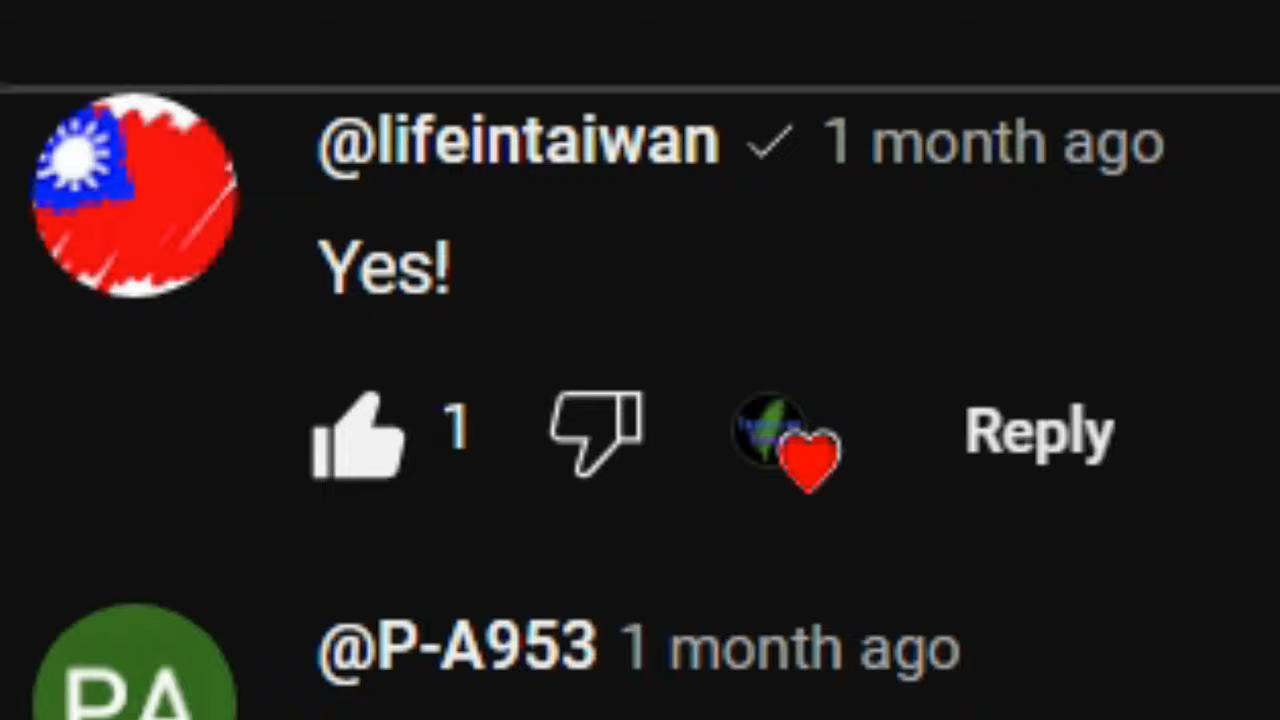 @lifeintaiwan 1 month ago
Yes!
1
Reply
@P-A953 1 month ago
PA